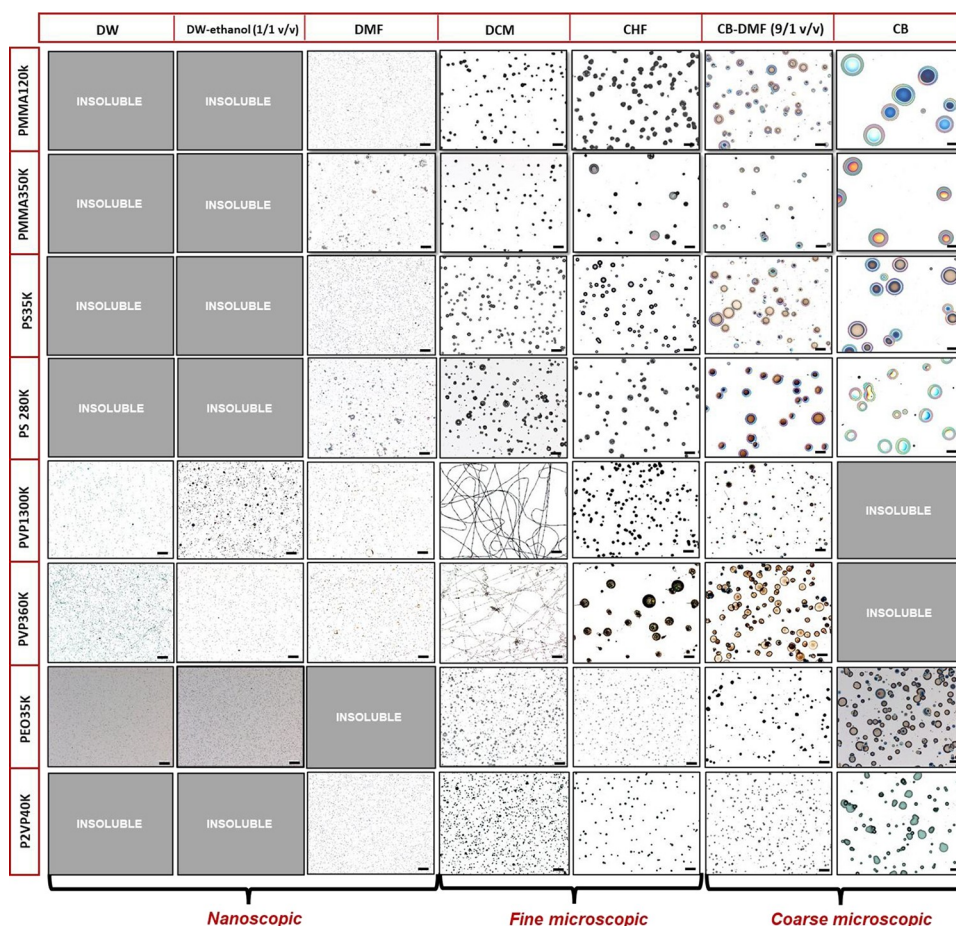 DW DW-ethanol (1/1 v/v) DMF DCM CHF CB-DMF (9/1 v/v) CB
PMMA120k INSOLUBLE INSOLUBLE
PMMA350K INSOLUBLE INSOLUBLE
PS35K INSOLUBLE INSOLUBLE
PS 280K INSOLUBLE INSOLUBLE
PVP1300K INSOLUBLE
PVP360K INSOLUBLE
PEO35K INSOLUBLE
P2VP40K INSOLUBLE INSOLUBLE
Nanoscopic Fine microscopic Coarse microscopic